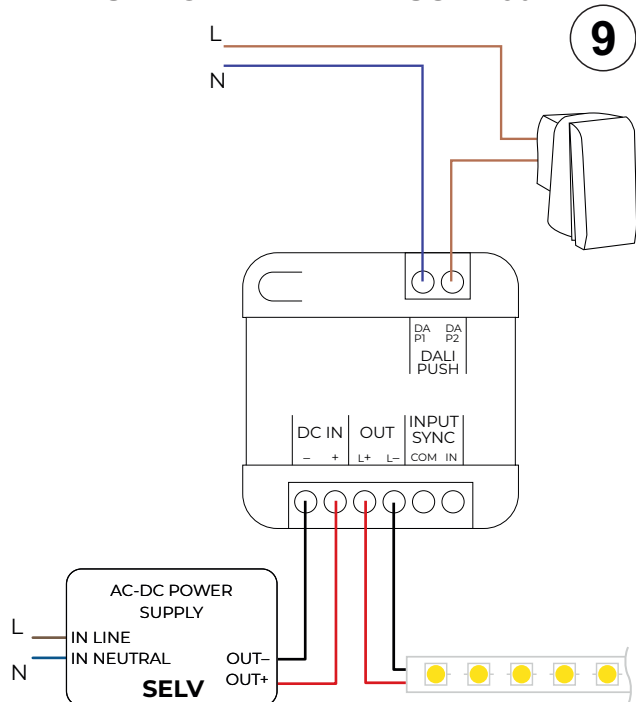 9
L
N
DA DA
P1 P2
DALI
PUSH
DC IN OUT INPUT
SYNC
– + L+ L– COM IN
AC-DC POWER
SUPPLY
L
IN LINE
N
IN NEUTRAL
OUT–
OUT+
SELV